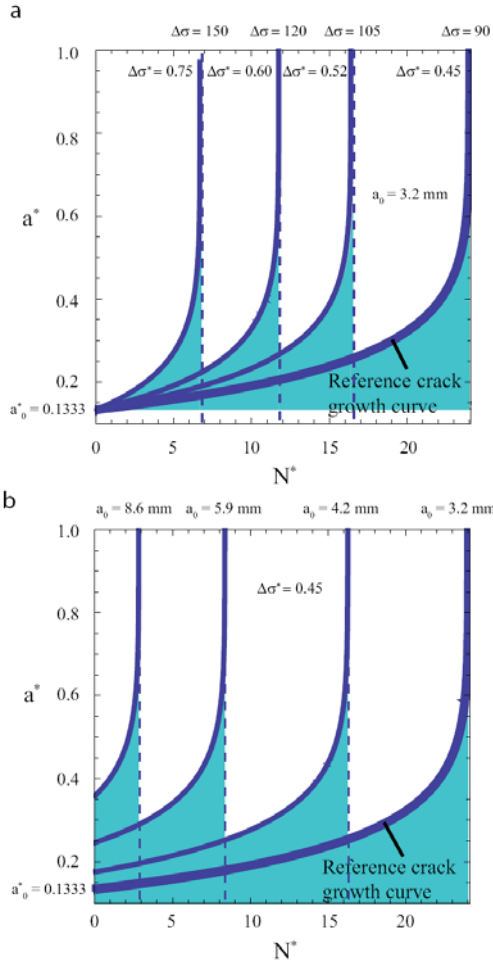 a
Δσ = 150 Δσ = 120 Δσ = 105 Δσ = 90
1.0
Δσ* = 0.75 Δσ* = 0.60 Δσ* = 0.52 Δσ* = 0.45
0.8
a₀ = 3.2 mm
a*
0.6
0.4
Reference crack
growth curve
0.2
a*₀ = 0.1333
0 5 10 15 20
N*
b
a₀ = 8.6 mm a₀ = 5.9 mm a₀ = 4.2 mm a₀ = 3.2 mm
1.0
Δσ* = 0.45
0.8
a*
0.6
0.4
Reference crack
growth curve
0.2
a*₀ = 0.1333
0 5 10 15 20
N*